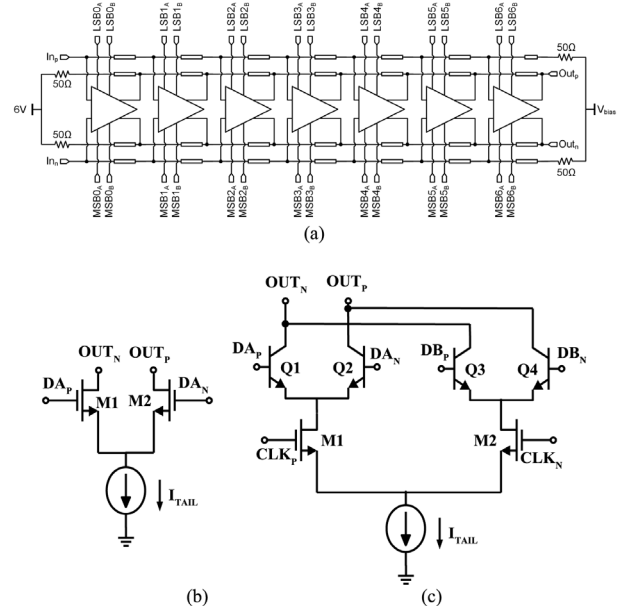 LSB0A LSB0B LSB1A LSB1B LSB2A LSB2B LSB3A LSB3B LSB4A LSB4B LSB5A LSB5B LSB6A LSB6B
Inp 50Ω
50Ω Outp
6V Vbias
50Ω Outn
Inn 50Ω
MSB0A MSB0B MSB1A MSB1B MSB2A MSB2B MSB3A MSB3B MSB4A MSB4B MSB5A MSB5B MSB6A MSB6B
(a)
OUTN OUTP
DAP Q1 Q2 DAN DBP Q3 Q4 DBN
OUTN OUTP
DAP M1 M2 DAN
CLKP M1 M2 CLKN
ITAIL
ITAIL
(b) (c)